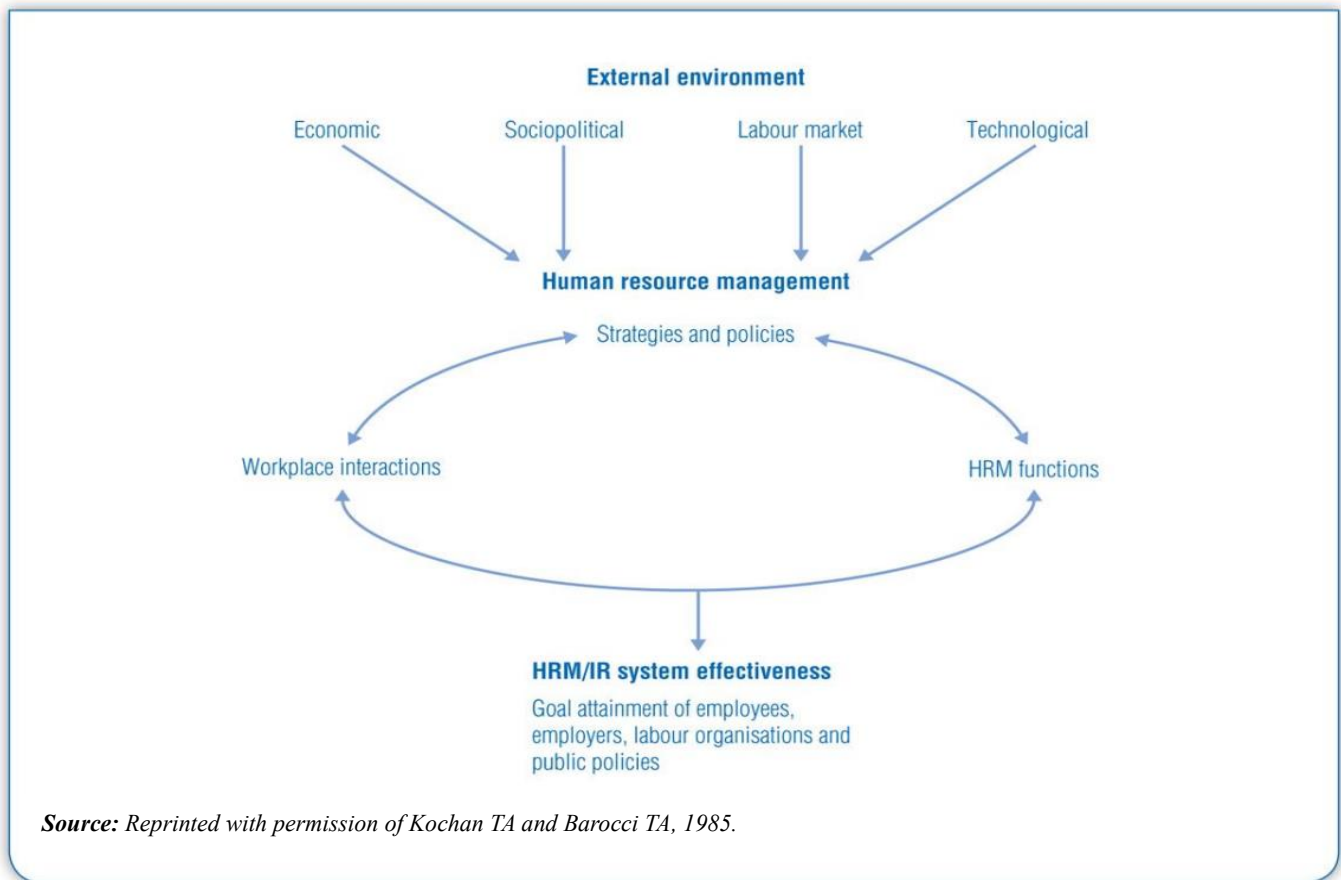 External environment
Economic
Sociopolitical
Labour market
Technological
Human resource management
Strategies and policies
Workplace interactions
HRM functions
HRM/IR system effectiveness
Goal attainment of employees,
employers, labour organisations and
public policies
Source: Reprinted with permission of Kochan TA and Barocci TA, 1985.